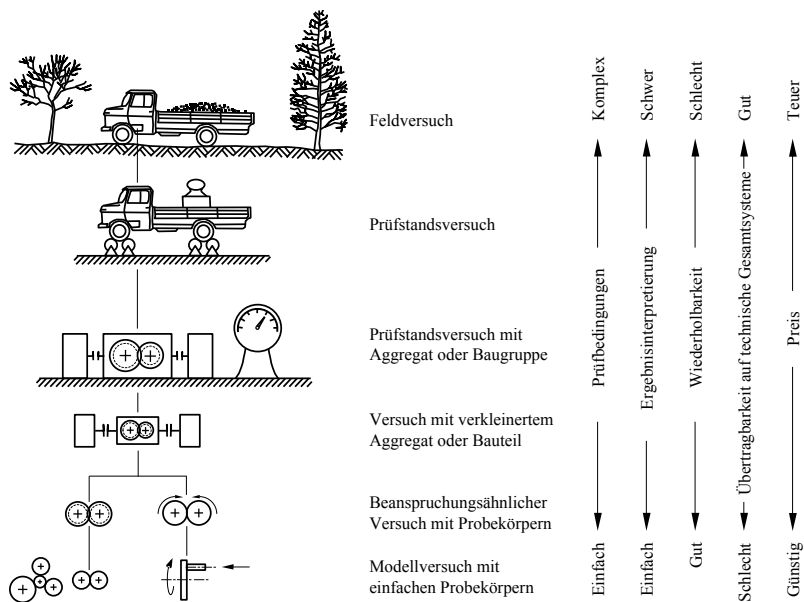 Feldversuch
Prüfstandsversuch
Prüfstandsversuch mit
Aggregat oder Baugruppe
Versuch mit verkleinertem
Aggregat oder Bauteil
Beanspruchungsähnlicher
Versuch mit Probekörpern
Modellversuch mit
einfachen Probekörpern
Komplex
Prüfbedingungen
Einfach
Schwer
Ergebnisinterpretierung
Einfach
Schlecht
Wiederholbarkeit
Gut
Gut
Übertragbarkeit auf technische Gesamtsysteme
Schlecht
Teuer
Preis
Günstig